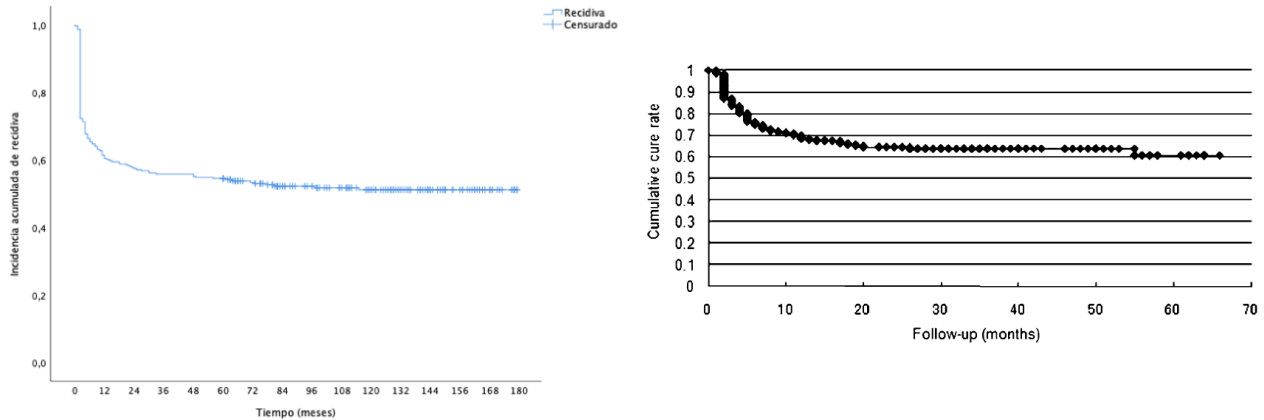 Recidiva
Censurado
Incidencia acumulada de recidiva
1,0
0,8
0,6
0,4
0,2
0,0
0 12 24 36 48 60 72 84 96 108 120 132 144 156 168 180
Tiempo (meses)
Cumulative cure rate
1
0.9
0.8
0.7
0.6
0.5
0.4
0.3
0.2
0.1
0
0 10 20 30 40 50 60 70
Follow-up (months)